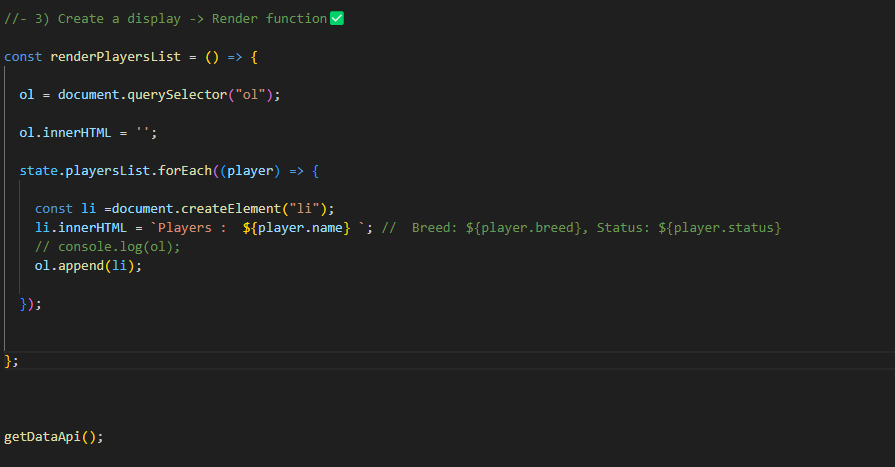 //- 3) Create a display -> Render function✅
const renderPlayersList = () => {
ol = document.querySelector("ol");
ol.innerHTML = '';
state.playersList.forEach((player) => {
const li =document.createElement("li");
li.innerHTML = `Players :  ${player.name} `; //  Breed: ${player.breed}, Status: ${player.status}
// console.log(ol);
ol.append(li);
});
};
getDataApi();